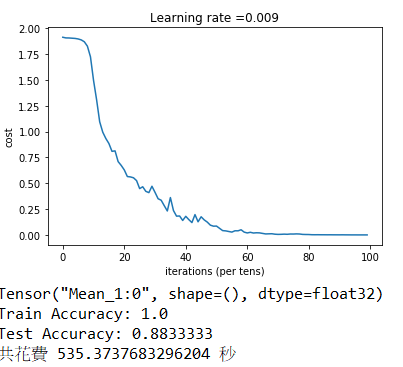 Learning rate =0.009
2.00
1.75
1.50
1.25
1.00
0.75
0.50
0.25
0.00
cost
0 20 40 60 80 100
iterations (per tens)
Tensor("Mean_1:0", shape=(), dtype=float32)
Train Accuracy: 1.0
Test Accuracy: 0.8833333
共花費 535.3737683296204 秒